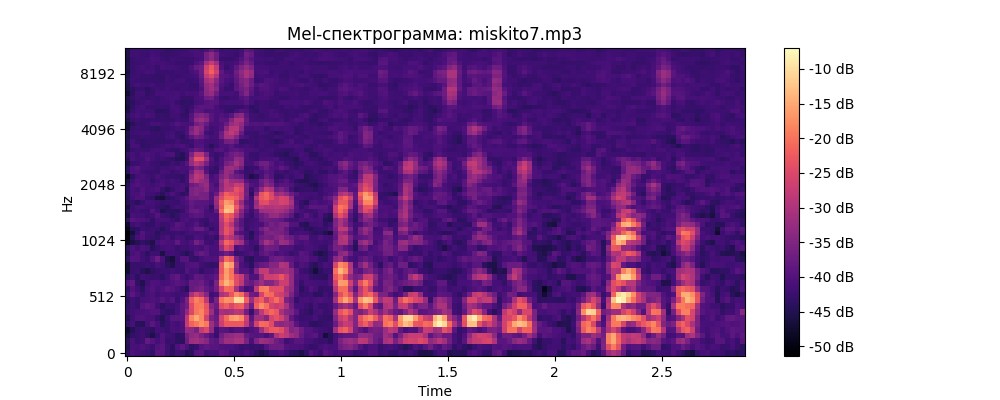 Mel-спектрограмма: miskito7.mp3
8192
4096
2048
1024
512
0
Hz
0
0.5
1
1.5
2
2.5
Time
-10 dB
-15 dB
-20 dB
-25 dB
-30 dB
-35 dB
-40 dB
-45 dB
-50 dB